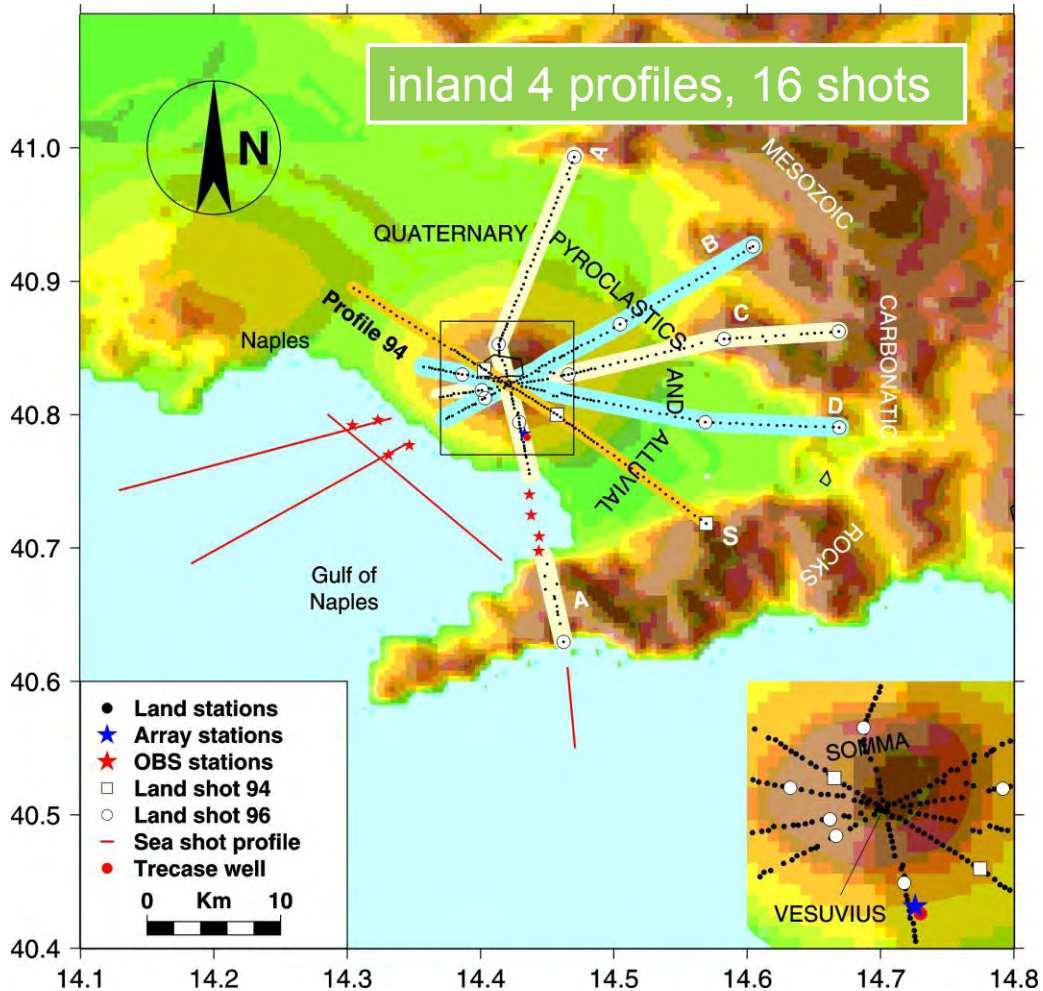 inland 4 profiles, 16 shots
N
A
MESOZOIC
QUATERNARY
PYROCLASTICS
B
Profile 94
Naples
C
CARBONATIC
AND
D
ALLUVIAL
S
ROCKS
Gulf of
Naples
A
Land stations
Array stations
OBS stations
Land shot 94
Land shot 96
Sea shot profile
Trecase well
0 Km 10
SOMMA
VESUVIUS
41.0
40.9
40.8
40.7
40.6
40.5
40.4
14.1 14.2 14.3 14.4 14.5 14.6 14.7 14.8